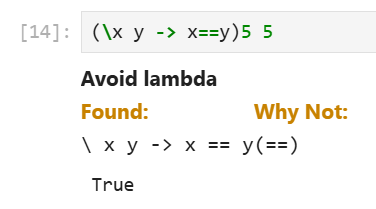 [14]: (\x y -> x==y)5 5
Avoid lambda
Found: Why Not:
\ x y -> x == y(==)
True